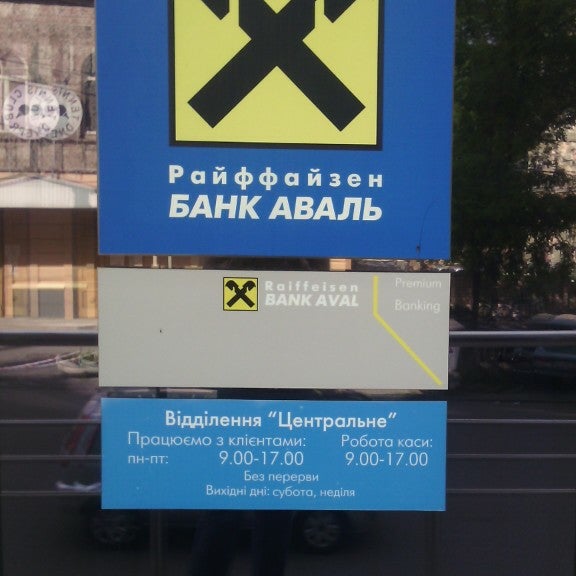 Райффайзен
БАНК АВАЛЬ
Raiffeisen
BANK AVAL
Premium
Banking
Відділення "Центральне"
Працюємо з клієнтами: Робота каси:
пн-пт: 9.00-17.00 9.00-17.00
Без перерви
Вихідні дні: субота, неділя